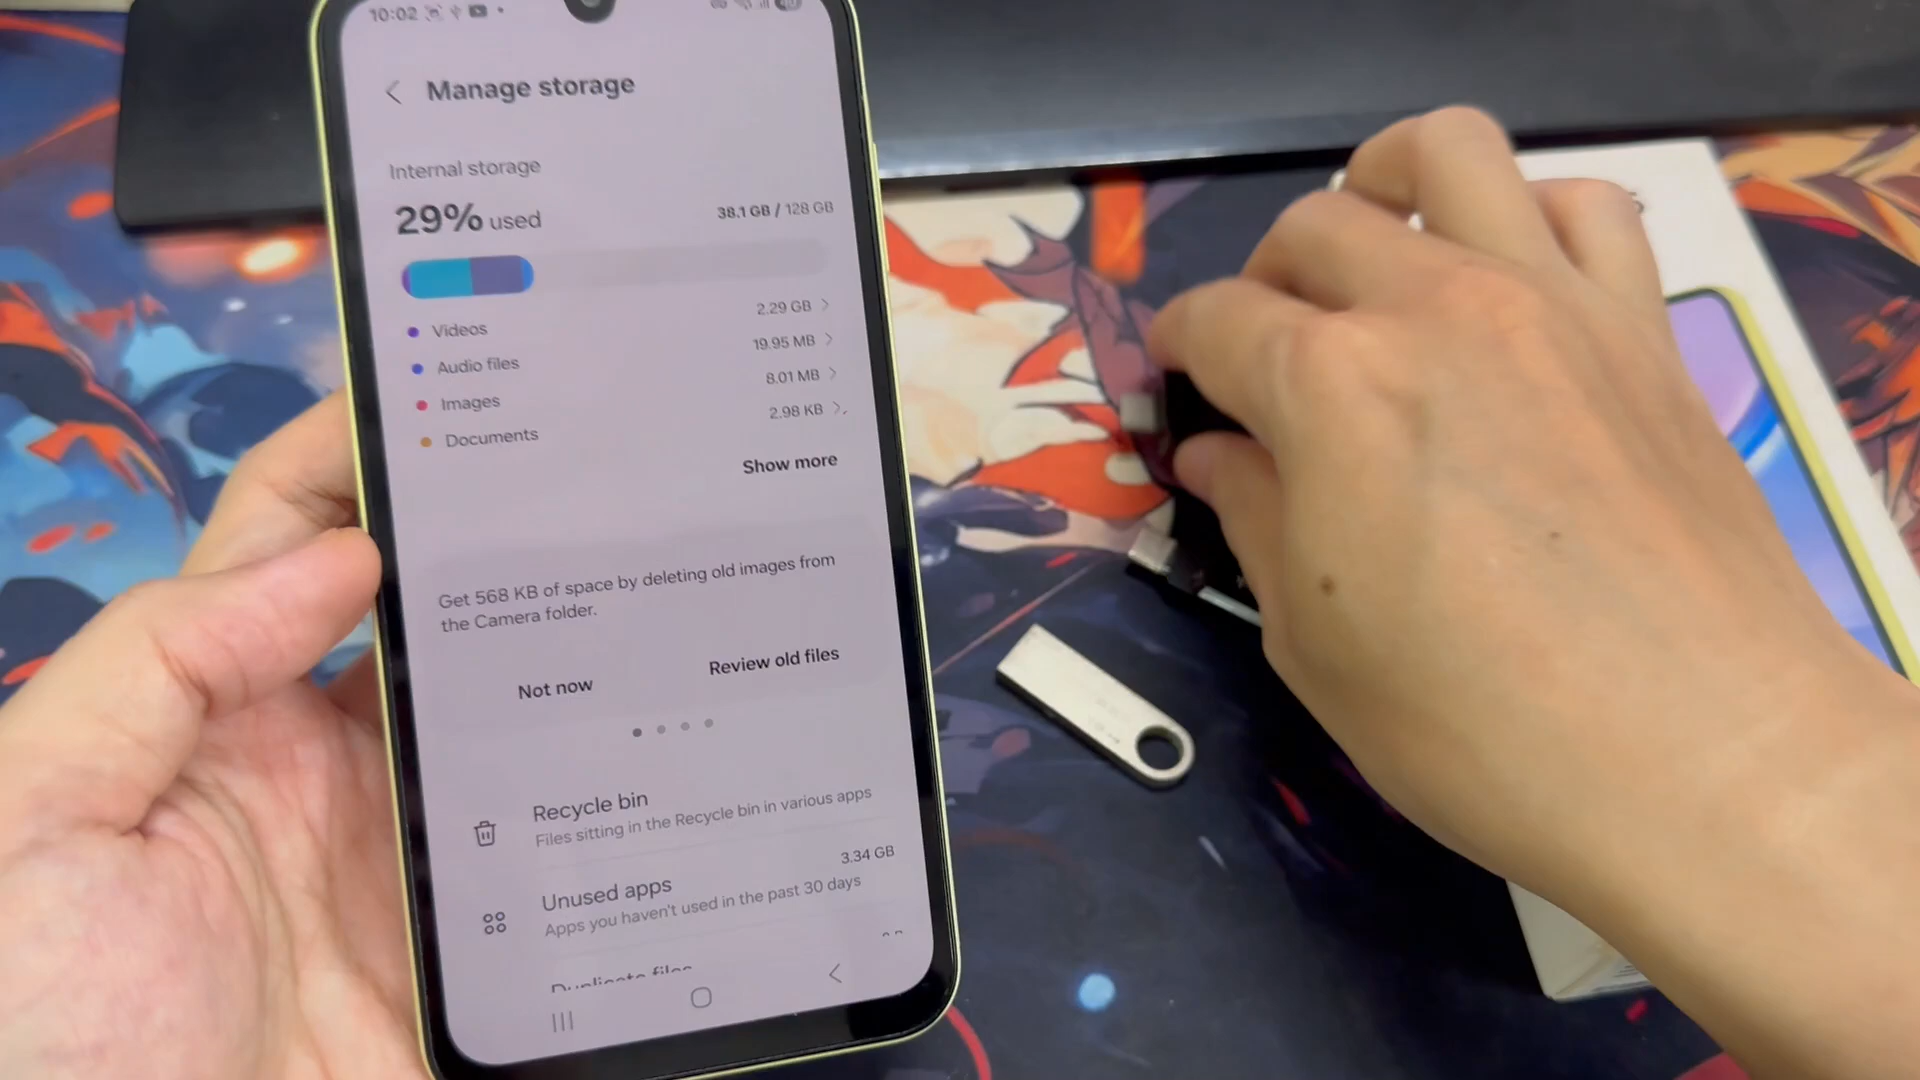 10:02
Manage storage
Internal storage
29% used
38.1 GB / 128 GB
Videos
2.29 GB
Audio files
19.95 MB
Images
8.01 MB
Documents
2.98 KB
Show more
Get 568 KB of space by deleting old images from
the Camera folder.
Not now
Review old files
Recycle bin
Files sitting in the Recycle bin in various apps
3.34 GB
Unused apps
Apps you haven't used in the past 30 days
Duplicate files